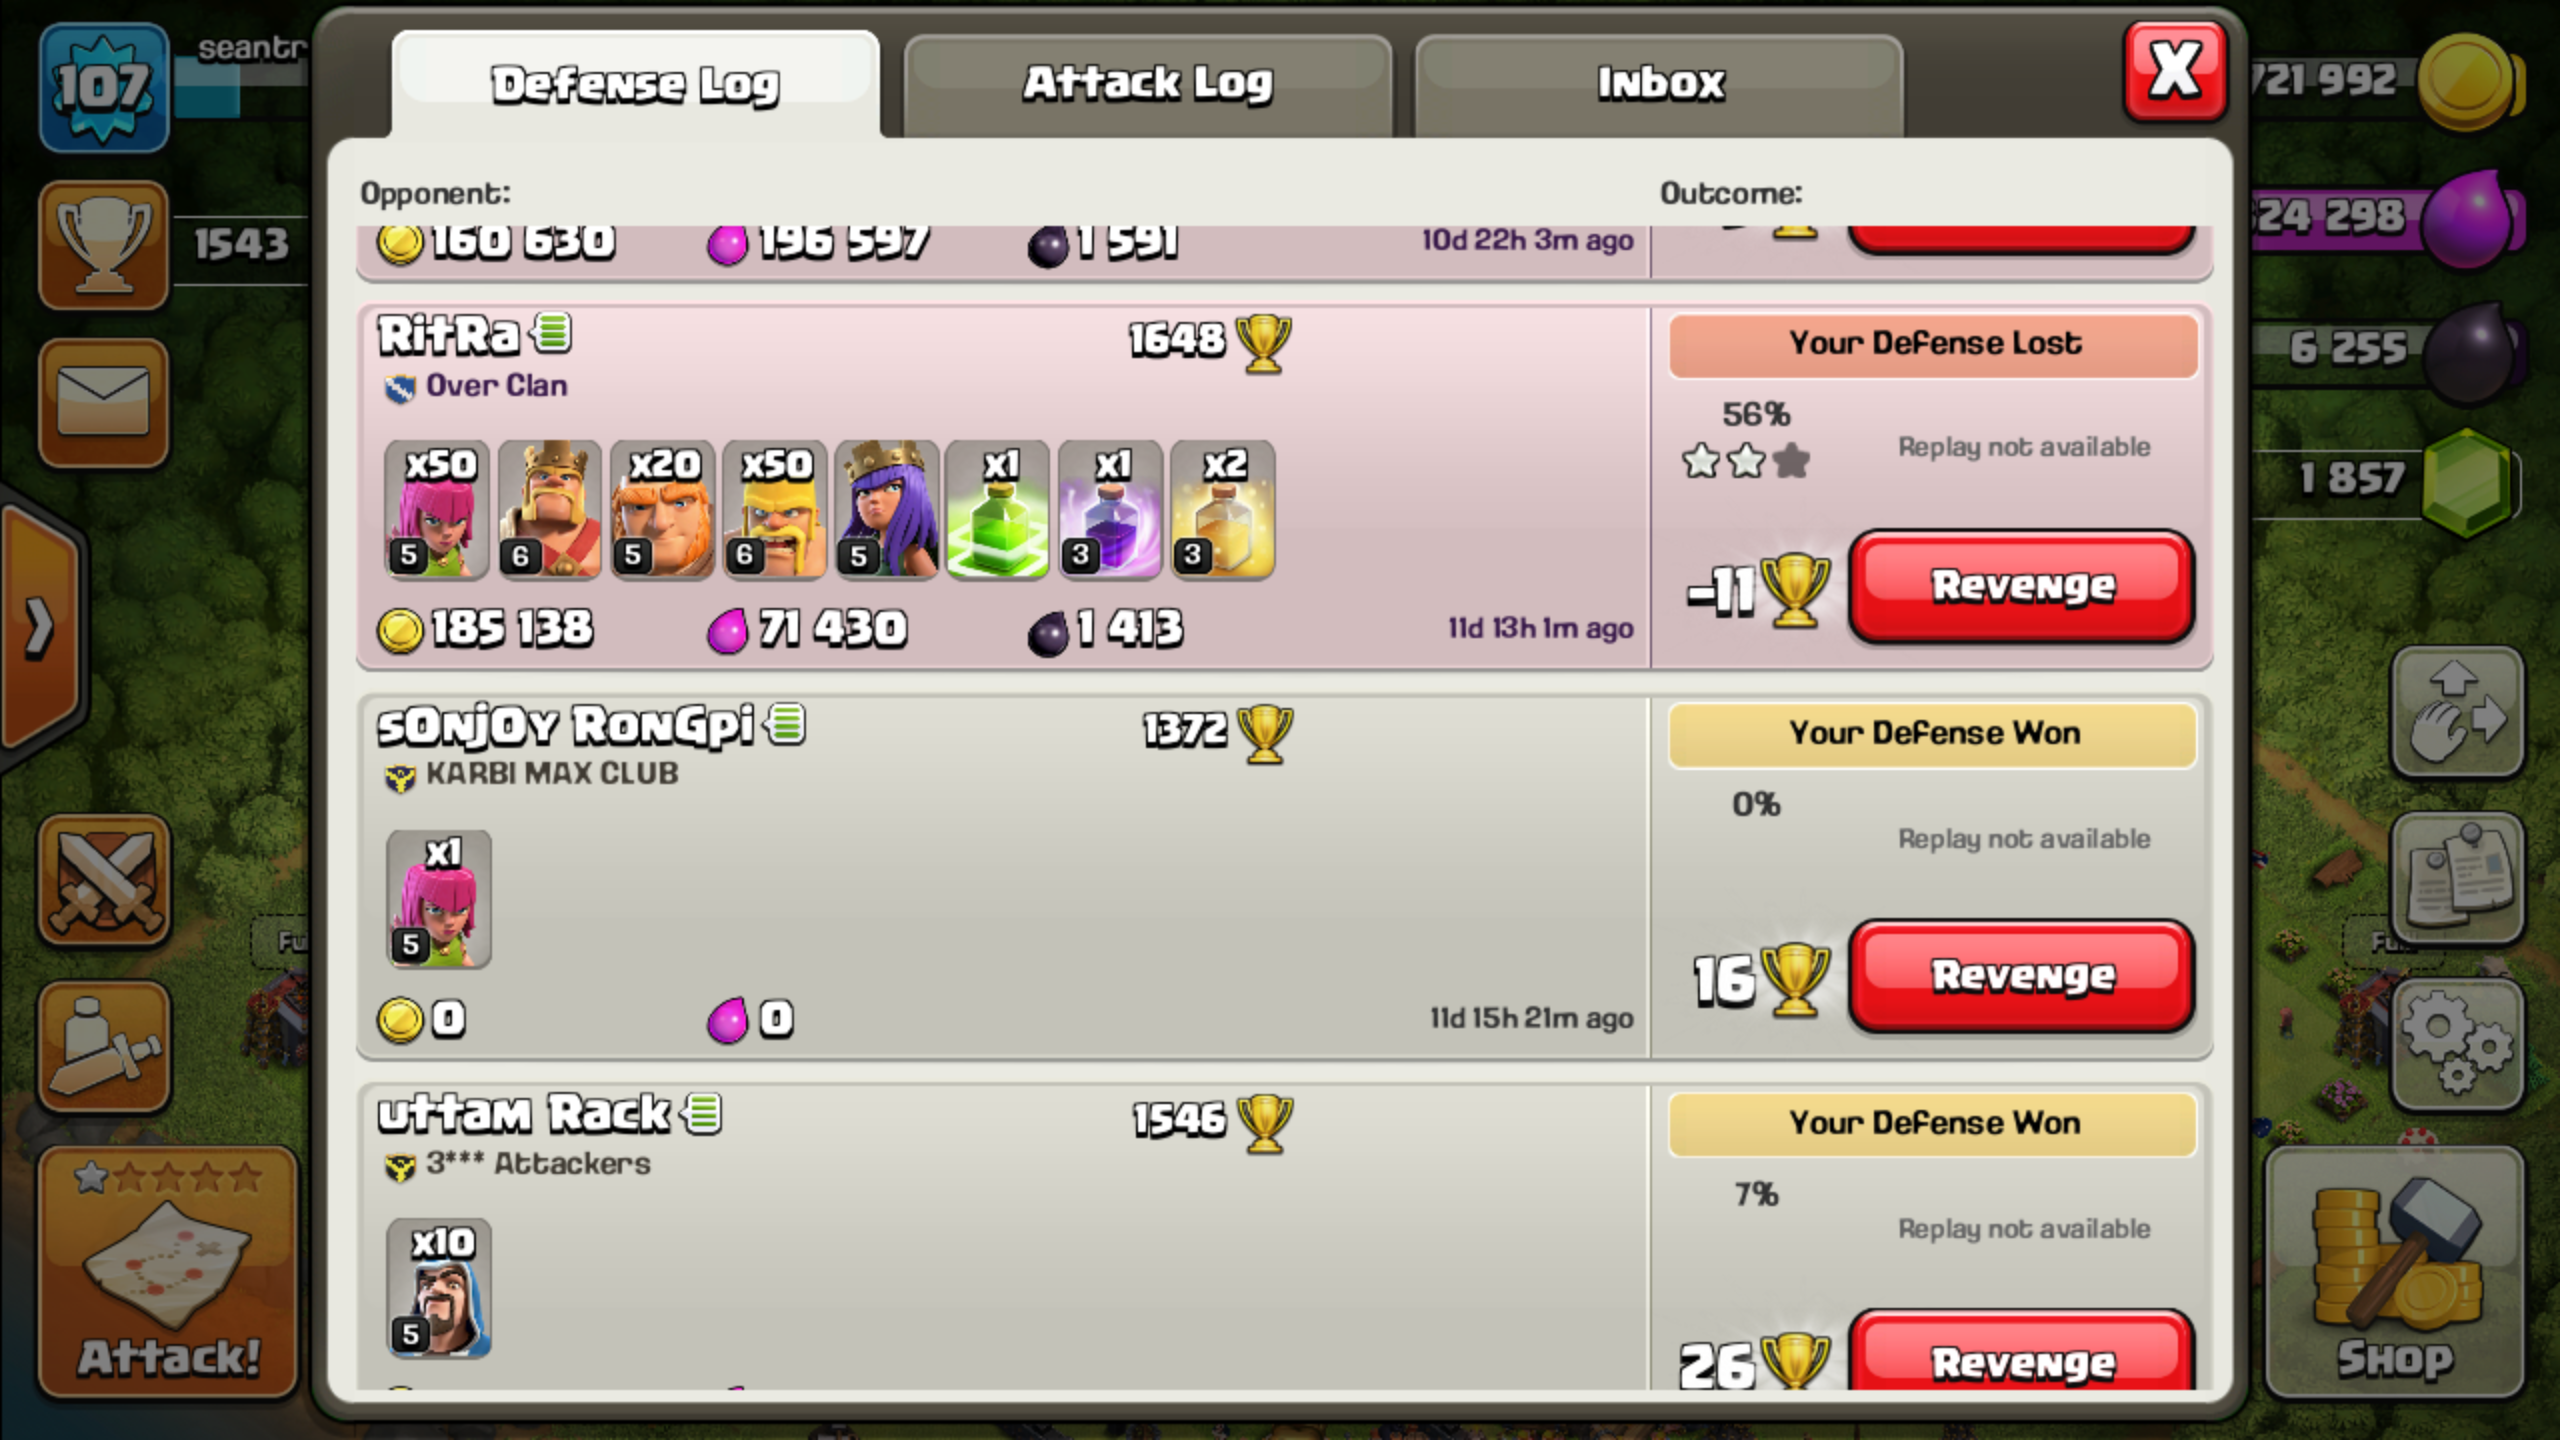 107
seantr
Defense Log
Attack Log
Inbox
X
721 992
1543
24 298
6 255
1 857
Opponent:
Outcome:
160 630
196 597
1 591
10d 22h 3m ago
RitRa
1648
Your Defense Lost
Over Clan
56%
Replay not available
x50
x20
x50
x1
x1
x2
5
6
5
6
5
3
3
-11
Revenge
185 138
71 430
1 413
11d 13h 1m ago
sOnjOy RonGpi
1372
Your Defense Won
KARBI MAX CLUB
0%
Replay not available
x1
5
16
Revenge
0
0
11d 15h 21m ago
uttam Rack
1546
Your Defense Won
3*** Attackers
7%
Replay not available
x10
5
26
Revenge
Attack!
Shop